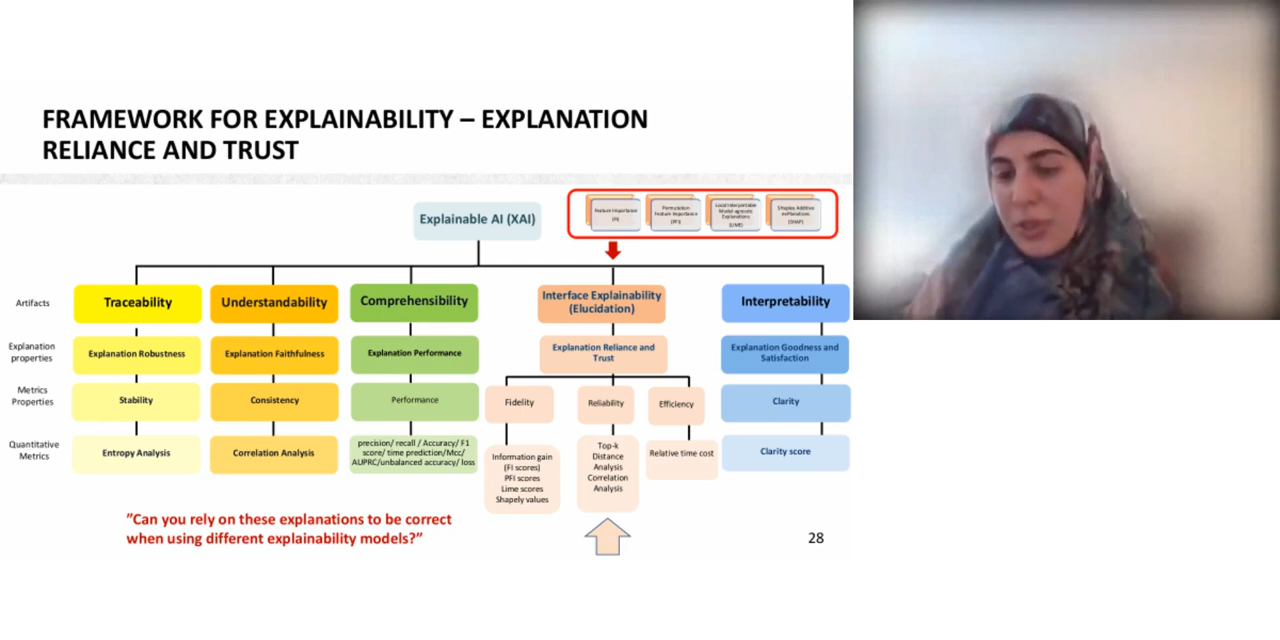 FRAMEWORK FOR EXPLAINABILITY – EXPLANATION
RELIANCE AND TRUST
Explainable AI (XAI)
Feature Importance
(FI)
Permutation
Feature Importance
(PFI)
Local Interpretable
Model-agnostic
Explanations
(LIME)
Shapley Additive
exPlanations
(SHAP)
Artifacts
Traceability
Understandability
Comprehensibility
Interface Explainability
(Elucidation)
Interpretability
Explanation
properties
Explanation Robustness
Explanation Faithfulness
Explanation Performance
Explanation Reliance and
Trust
Explanation Goodness and
Satisfaction
Metrics
Properties
Stability
Consistency
Performance
Fidelity
Reliability
Efficiency
Clarity
Quantitative
Metrics
Entropy Analysis
Correlation Analysis
precision/ recall / Accuracy/ F1
score/ time prediction/Mcc/
AUPRC/unbalanced accuracy/ loss
Information gain
(FI scores)
PFI scores
Lime scores
Shapely values
Top-k
Distance
Analysis
Correlation
Analysis
Relative time cost
Clarity score
”Can you rely on these explanations to be correct
when using different explainability models?”
28